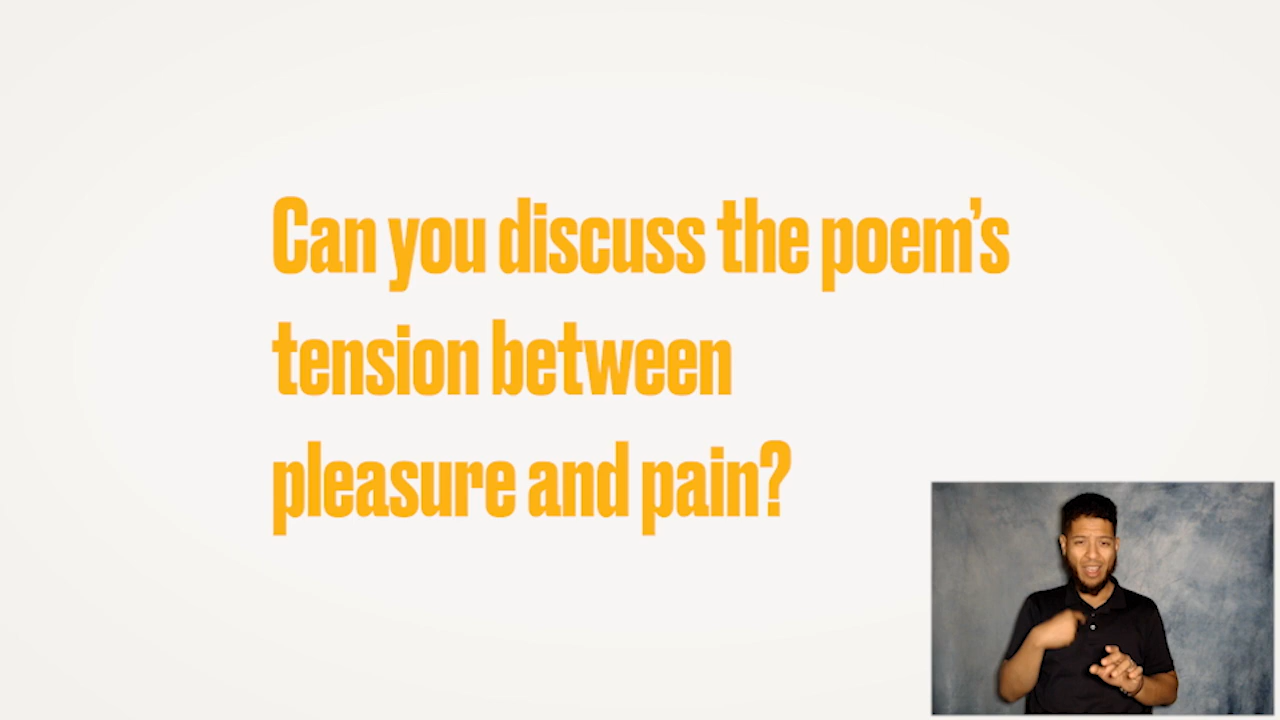 Can you discuss the poem’s
tension between
pleasure and pain?